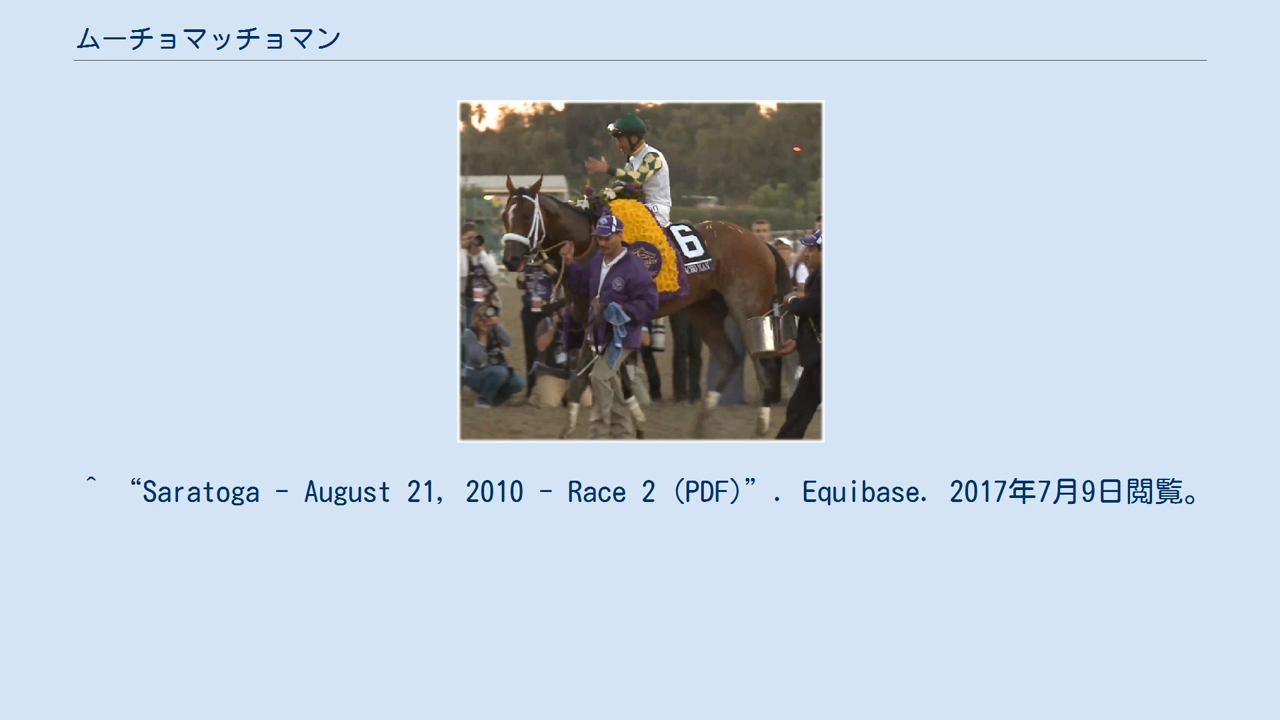 ムーチョマッチョマン
6
^ “Saratoga - August 21, 2010 - Race 2 (PDF)”. Equibase. 2017年7月9日閲覧。